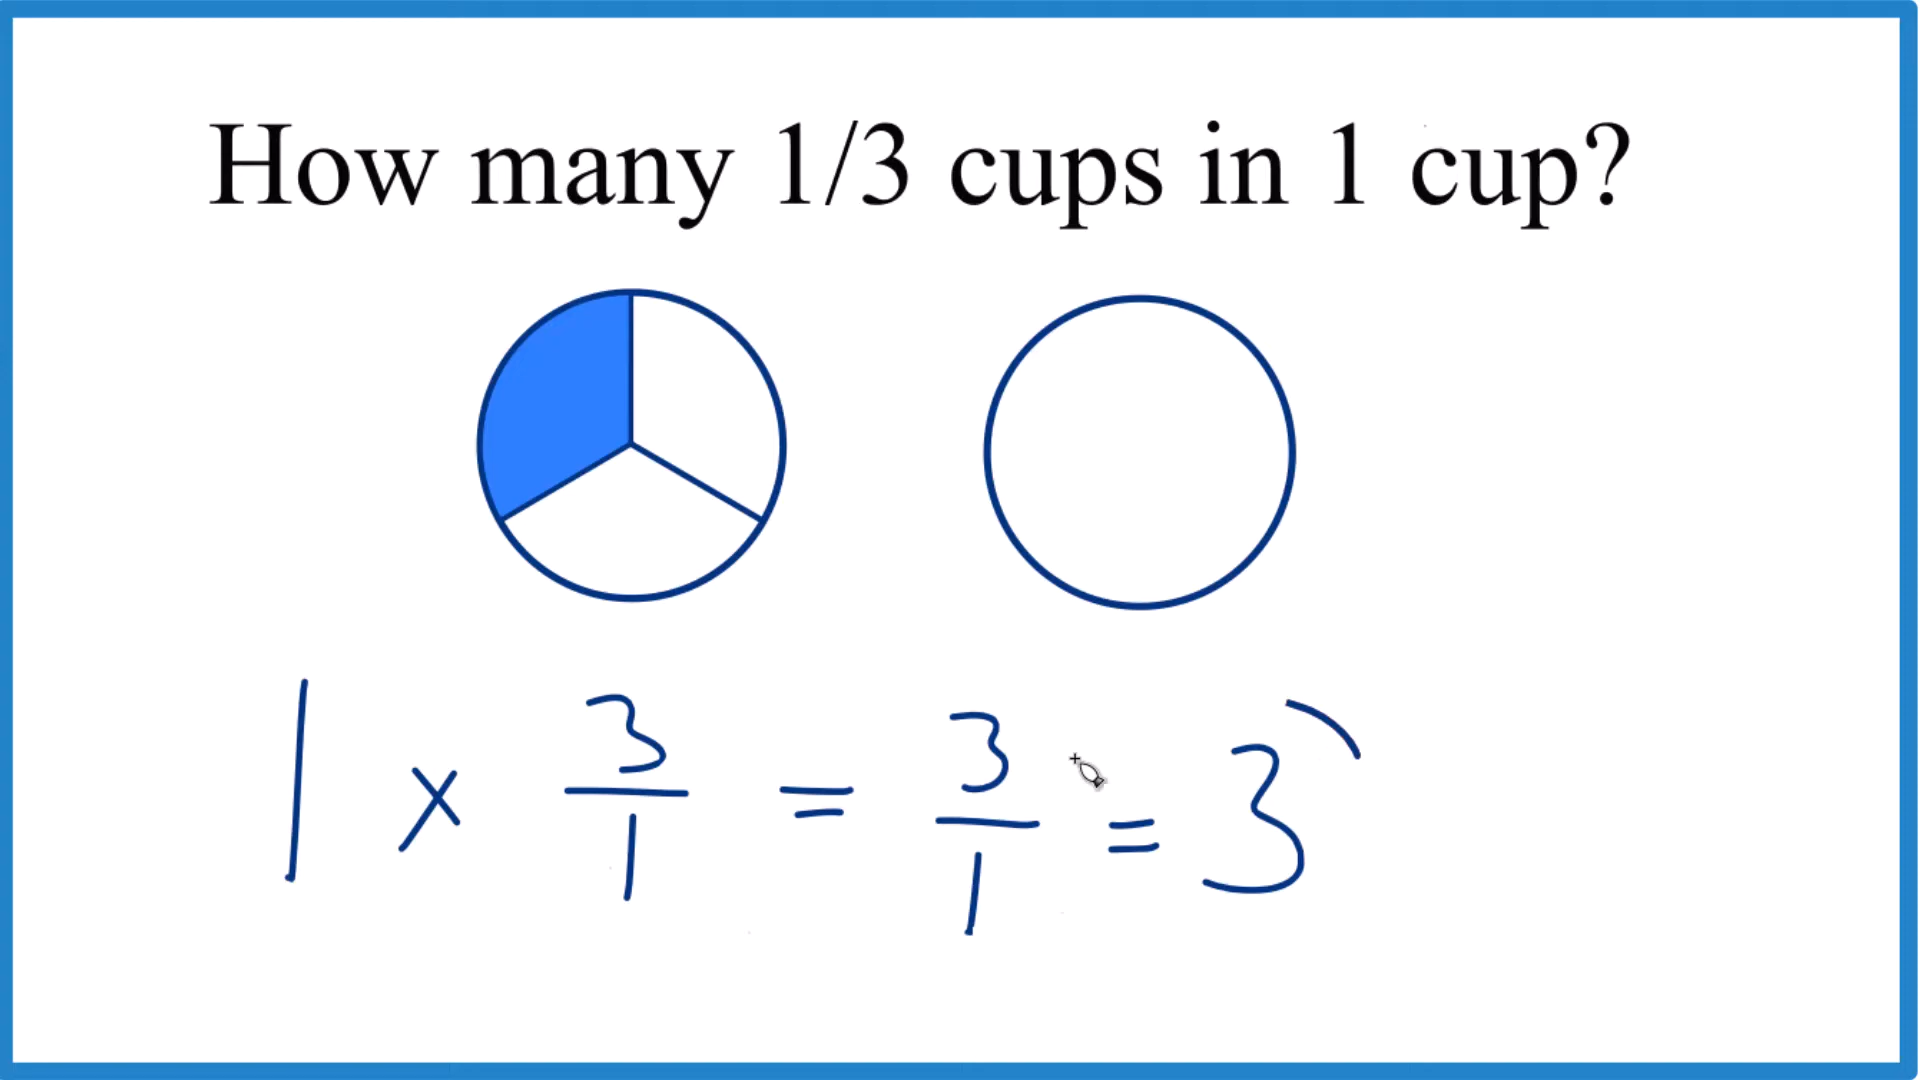 How many 1/3 cups in 1 cup?
1 × 3/1 = 3/1 = 3